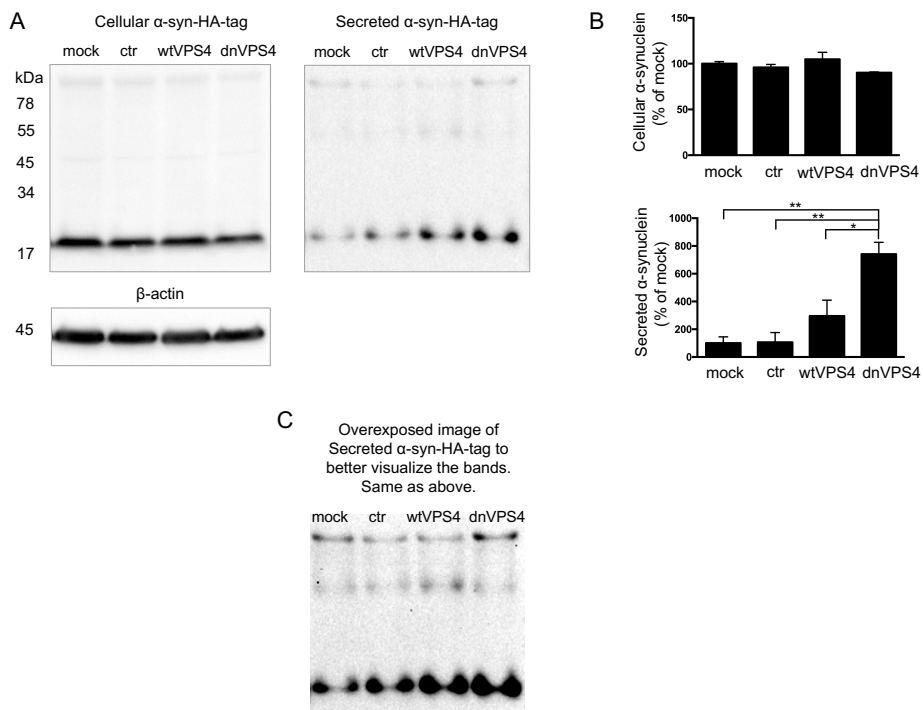 A
Cellular α-syn-HA-tag
mock ctr wtVPS4 dnVPS4
kDa
78
55
45
34
17
β-actin
45
Secreted α-syn-HA-tag
mock ctr wtVPS4 dnVPS4
B
Cellular α-synuclein
(% of mock)
150
100
50
0
mock ctr wtVPS4 dnVPS4
Secreted α-synuclein
(% of mock)
1000
800
600
400
200
0
**
**
*
mock ctr wtVPS4 dnVPS4
C
Overexposed image of
Secreted α-syn-HA-tag to
better visualize the bands.
Same as above.
mock ctr wtVPS4 dnVPS4